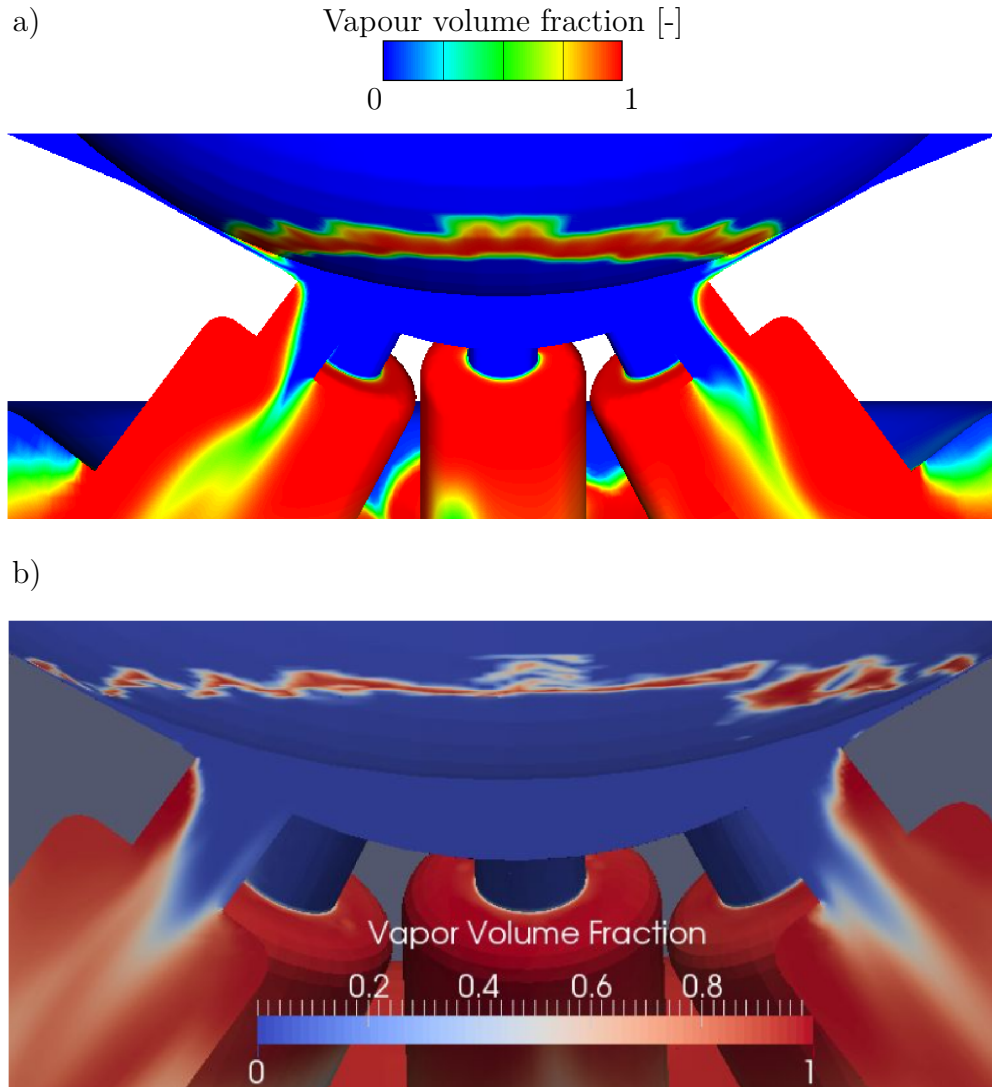 a)
Vapour volume fraction [-]
0 1
b)
Vapor Volume Fraction
0.2 0.4 0.6 0.8
0 1